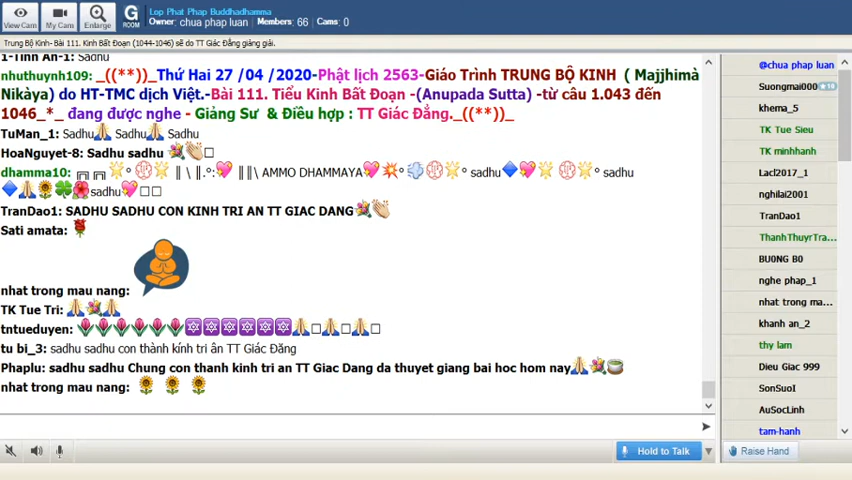 View Cam
My Cam
Enlarge
G
ROOM
Lop Phat Phap Buddhadhamma
Owner: chua phap luan Members: 66 Cams: 0
Trung Bộ Kinh- Bài 111. Kinh Bất Đoạn (1044-1046) sẽ do TT Giác Đẳng giảng giải.
1-Tinh An-1: Sadhu
nhuthuynh109: _((**))_Thứ Hai 27 /04 /2020-Phật lịch 2563-Giáo Trình TRUNG BỘ KINH ( Majjhimà
Nikàya) do HT-TMC dịch Việt.-Bài 111. Tiểu Kinh Bất Đoạn -(Anupada Sutta) -từ câu 1.043 đến
1046_*_ đang được nghe - Giảng Sư & Điều hợp : TT Giác Đẳng._((**))_
TuMan_1: Sadhu🙏 Sadhu🙏 Sadhu
HoaNguyet-8: Sadhu sadhu 💐👏□
dhamma10: ╔╗╔╗🌟° 💮🌟° ║ \ ║.°:💖 ║║\ AMMO DHAMMAYA💖💥° 💨° 💮🌟° sadhu🔷💖🌟 💮🌟° sadhu
🔷🙏🌻🍀🌺sadhu💖□□
TranDao1: SADHU SADHU CON KINH TRI AN TT GIAC DANG💐👏
Sati amata: 🌹
nhat trong mau nang:
TK Tue Tri: 🙏💐🙏
tntueduyen: 🌷🌷🌷🌷🌷🌷🔯🔯🔯🔯🔯🔯🙏□🙏□🙏□
tu bi_3: sadhu sadhu con thành kính tri ân TT Giác Đăng
Phaplu: sadhu sadhu Chung con thanh kinh tri an TT Giac Dang da thuyet giang bai hoc hom nay🙏💐🍵
nhat trong mau nang: 🌻 🌻 🌻
Hold to Talk
@chua phap luan
Suongmai000 ★10
khema_5
TK Tue Sieu
TK minhhanh
Lacl2017_1
nghilai2001
TranDao1
ThanhThuyrTra...
BU0NG B0
nghe phap_1
nhat trong ma...
khanh an_2
thy lam
Dieu Giac 999
SonSuoI
AuSocLinh
tam-hanh
Raise Hand